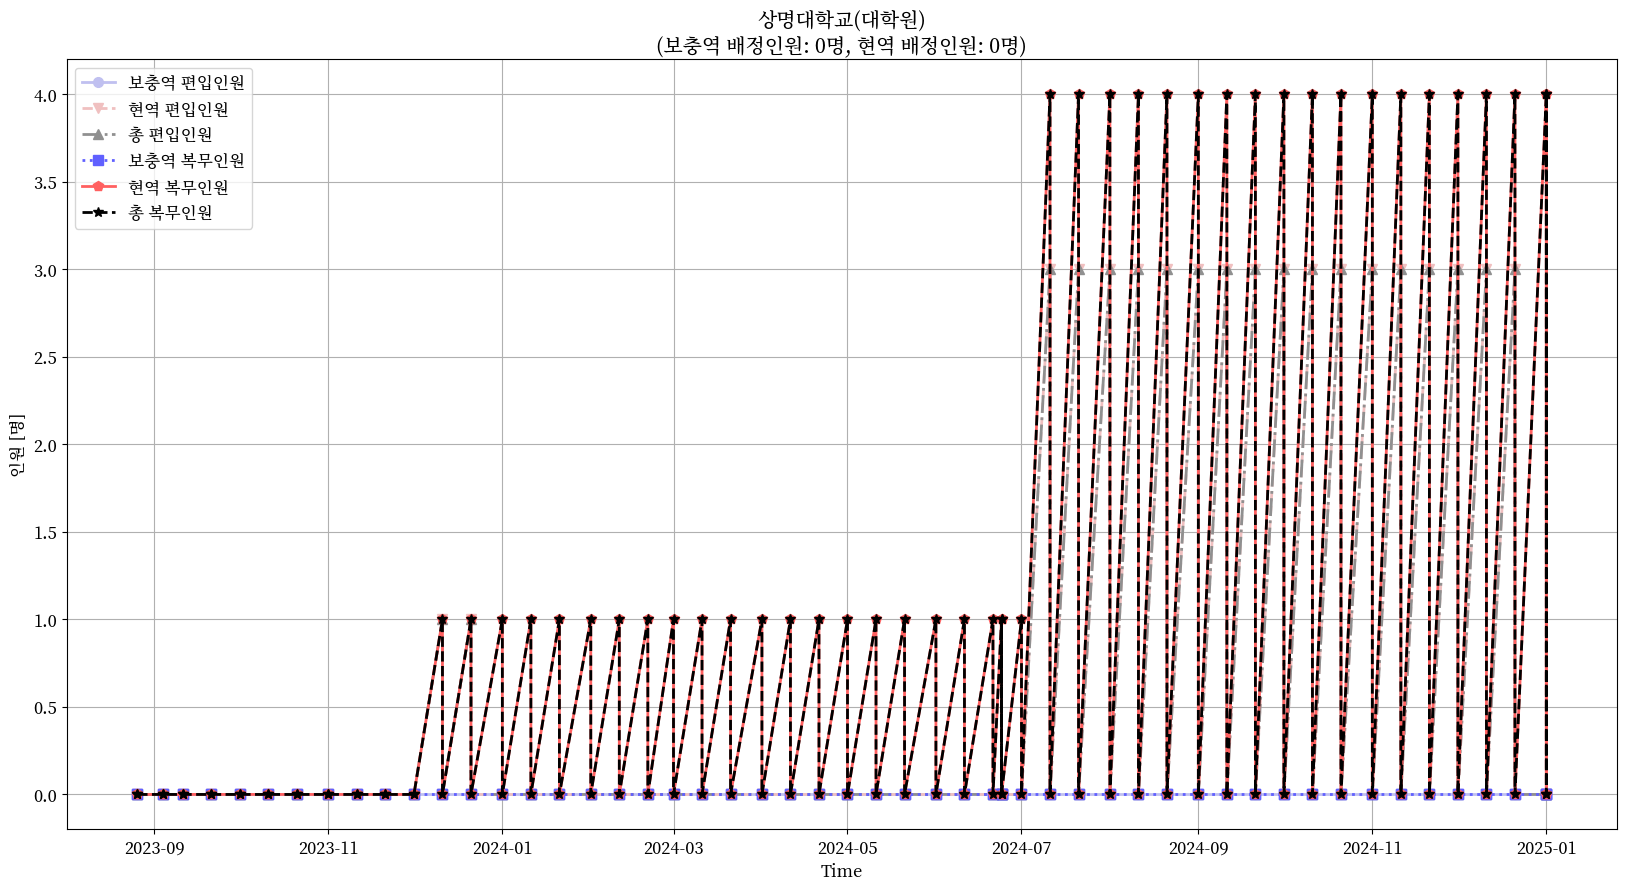 상명대학교(대학원)
(보충역 배정인원: 0명, 현역 배정인원: 0명)
보충역 편입인원
현역 편입인원
총 편입인원
보충역 복무인원
현역 복무인원
총 복무인원
인원 [명]
4.0
3.5
3.0
2.5
2.0
1.5
1.0
0.5
0.0
2023-09
2023-11
2024-01
2024-03
2024-05
2024-07
2024-09
2024-11
2025-01
Time